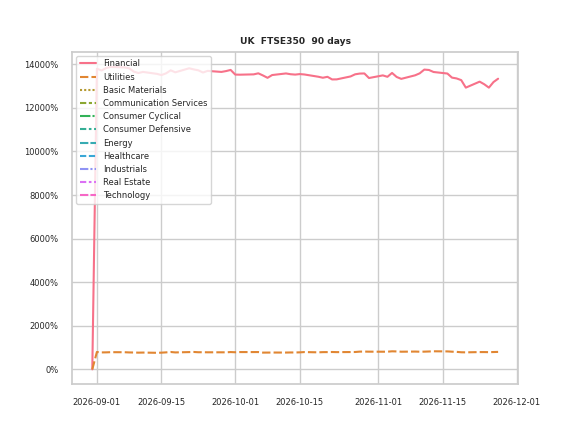 UK FTSE350 90 days
14000%
12000%
10000%
8000%
6000%
4000%
2000%
0%
Financial
Utilities
Basic Materials
Communication Services
Consumer Cyclical
Consumer Defensive
Energy
Healthcare
Industrials
Real Estate
Technology
2026-09-01 2026-09-15 2026-10-01 2026-10-15 2026-11-01 2026-11-15 2026-12-01